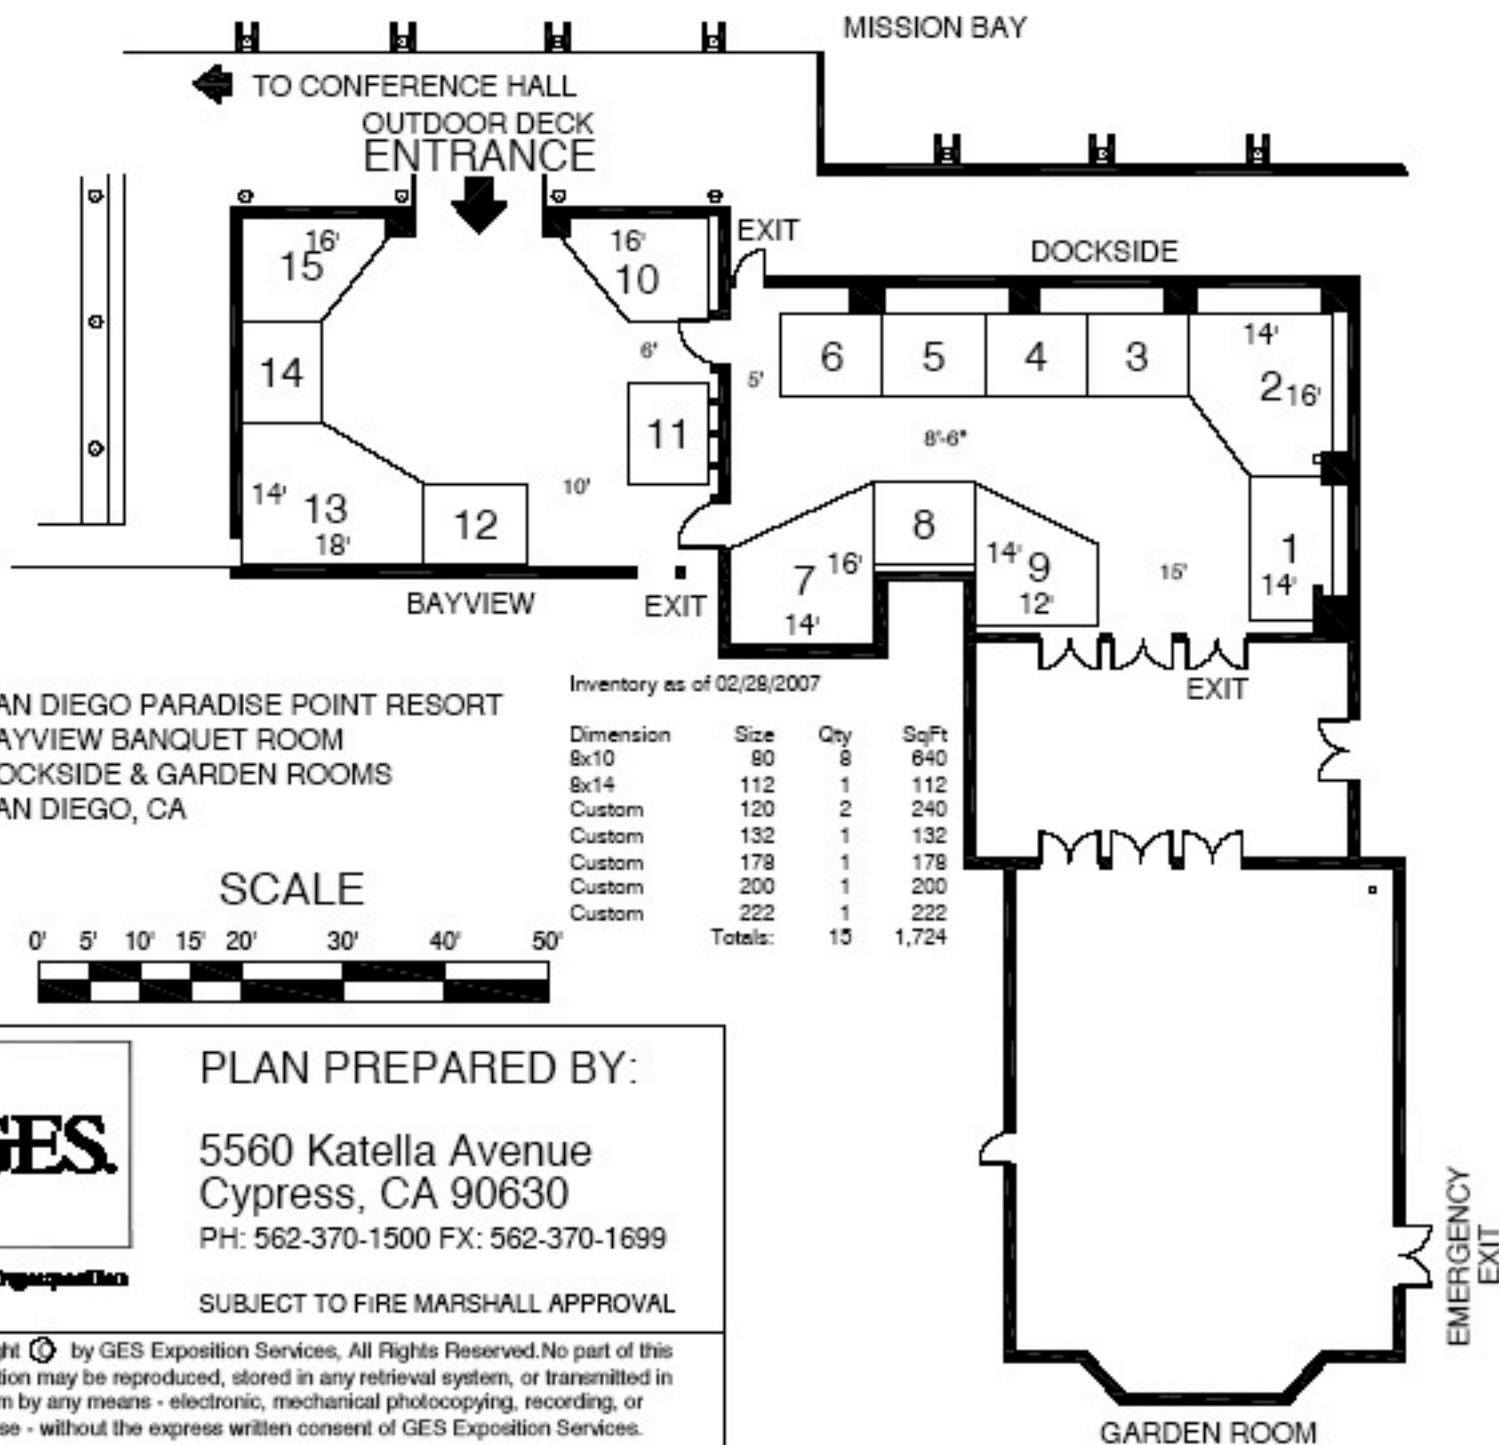 MISSION BAY
TO CONFERENCE HALL
OUTDOOR DECK
ENTRANCE
EXIT
DOCKSIDE
16'
15
16'
10
6'
5'
6
5
4
3
14'
2
16'
14
11
8'-6"
14'
13
18'
12
10'
8
7
16'
14'
14'
9
12'
15'
1
14'
BAYVIEW
EXIT
EXIT
AN DIEGO PARADISE POINT RESORT
AYVIEW BANQUET ROOM
OCKSIDE & GARDEN ROOMS
AN DIEGO, CA
Inventory as of 02/28/2007
Dimension Size Qty SqFt
8x10 80 8 640
8x14 112 1 112
Custom 120 2 240
Custom 132 1 132
Custom 178 1 178
Custom 200 1 200
Custom 222 1 222
Totals: 15 1,724
SCALE
0' 5' 10' 15' 20' 30' 40' 50'
GES.
PLAN PREPARED BY:
5560 Katella Avenue
Cypress, CA 90630
PH: 562-370-1500 FX: 562-370-1699
SUBJECT TO FIRE MARSHALL APPROVAL
ght © by GES Exposition Services, All Rights Reserved.No part of this
tion may be reproduced, stored in any retrieval system, or transmitted in
m by any means - electronic, mechanical photocopying, recording, or
se - without the express written consent of GES Exposition Services.
EMERGENCY
EXIT
GARDEN ROOM